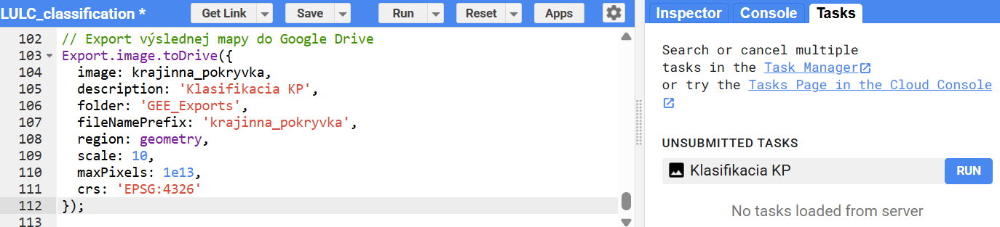 LULC_classification *
Get Link
Save
Run
Reset
Apps
Inspector
Console
Tasks
102 // Export výslednej mapy do Google Drive
103 Export.image.toDrive({
104 image: krajinna_pokryvka,
105 description: 'Klasifikacia KP',
106 folder: 'GEE_Exports',
107 fileNamePrefix: 'krajinna_pokryvka',
108 region: geometry,
109 scale: 10,
110 maxPixels: 1e13,
111 crs: 'EPSG:4326'
112 });
113
Search or cancel multiple
tasks in the Task Manager
or try the Tasks Page in the Cloud Console
UNSUBMITTED TASKS
Klasifikacia KP
RUN
No tasks loaded from server